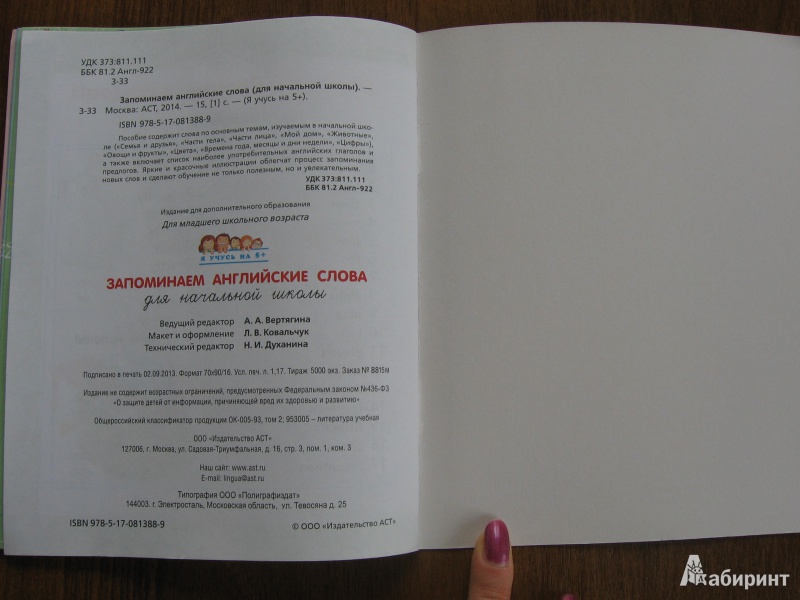 УДК 373:811.111
ББК 81.2 Англ-922
З-33
Запоминаем английские слова (для начальной школы). —
З-33 Москва: АСТ, 2014. — 15, [1] с. — (Я учусь на 5+).
ISBN 978-5-17-081388-9
Пособие содержит слова по основным темам, изучаемым в начальной шко-
ле («Семья и друзья», «Части тела», «Части лица», «Мой дом», «Животные»,
«Овощи и фрукты», «Цвета», «Времена года, месяцы и дни недели», «Цифры»),
а также включает список наиболее употребительных английских глаголов и
предлогов. Яркие и красочные иллюстрации облегчат процесс запоминания
новых слов и сделают обучение не только полезным, но и увлекательным.
УДК 373:811.111
ББК 81.2 Англ-922
Издание для дополнительного образования
Для младшего школьного возраста
Я УЧУСЬ НА 5+
ЗАПОМИНАЕМ АНГЛИЙСКИЕ СЛОВА
для начальной школы
Ведущий редактор А. А. Вертягина
Макет и оформление Л. В. Ковальчук
Технический редактор Н. И. Духанина
Подписано в печать 02.09.2013. Формат 70х90/16. Усл. печ. л. 1,17. Тираж 5000 экз. Заказ № 8815м
Издание не содержит возрастных ограничений, предусмотренных Федеральным законом №436-ФЗ
«О защите детей от информации, причиняющей вред их здоровью и развитию»
Общероссийский классификатор продукции ОК-005-93, том 2; 953005 – литература учебная
ООО «Издательство АСТ»
127006, г. Москва, ул. Садовая-Триумфальная, д. 16, стр. 3, пом. 1, ком. 3
Наш сайт: www.ast.ru
E-mail: lingua@ast.ru
Типография ООО «Полиграфиздат»
144003. г. Электросталь, Московская область, ул. Тевосяна д. 25
ISBN 978-5-17-081388-9
© ООО «Издательство АСТ»
Лабиринт